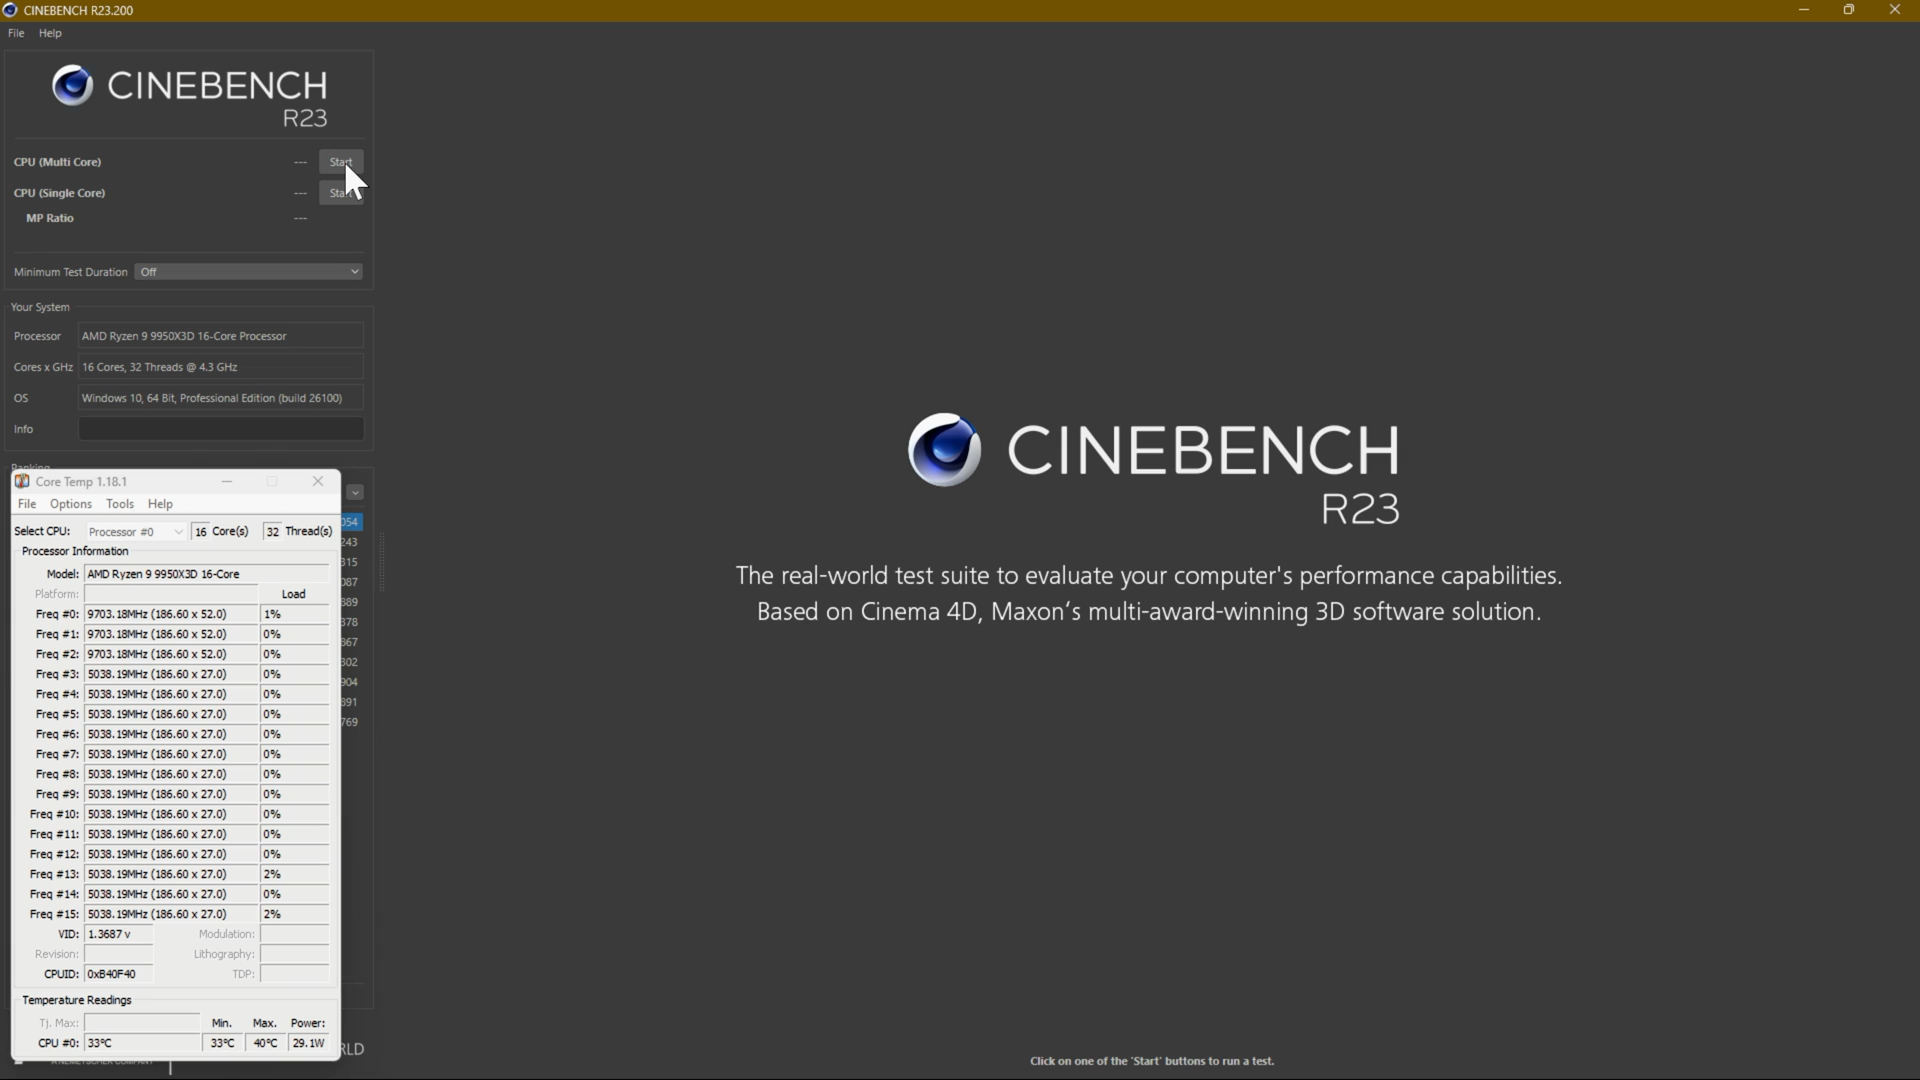 CINEBENCH R23.200
File Help
CINEBENCH
R23
CPU (Multi Core) --- Start
CPU (Single Core) --- Start
MP Ratio ---
Minimum Test Duration Off
Your System
Processor AMD Ryzen 9 9950X3D 16-Core Processor
Cores x GHz 16 Cores, 32 Threads @ 4.3 GHz
OS Windows 10, 64 Bit, Professional Edition (build 26100)
Info
Core Temp 1.18.1
File Options Tools Help
Select CPU: Processor #0 16 Core(s) 32 Thread(s)
Processor Information
Model: AMD Ryzen 9 9950X3D 16-Core
Platform:
Load
Freq #0: 9703.18MHz (186.60 x 52.0) 1%
Freq #1: 9703.18MHz (186.60 x 52.0) 0%
Freq #2: 9703.18MHz (186.60 x 52.0) 0%
Freq #3: 5038.19MHz (186.60 x 27.0) 0%
Freq #4: 5038.19MHz (186.60 x 27.0) 0%
Freq #5: 5038.19MHz (186.60 x 27.0) 0%
Freq #6: 5038.19MHz (186.60 x 27.0) 0%
Freq #7: 5038.19MHz (186.60 x 27.0) 0%
Freq #8: 5038.19MHz (186.60 x 27.0) 0%
Freq #9: 5038.19MHz (186.60 x 27.0) 0%
Freq #10: 5038.19MHz (186.60 x 27.0) 0%
Freq #11: 5038.19MHz (186.60 x 27.0) 0%
Freq #12: 5038.19MHz (186.60 x 27.0) 0%
Freq #13: 5038.19MHz (186.60 x 27.0) 2%
Freq #14: 5038.19MHz (186.60 x 27.0) 0%
Freq #15: 5038.19MHz (186.60 x 27.0) 2%
VID: 1.3687 v Modulation:
Revision: Lithography:
CPUID: 0xB40F40 TDP:
Temperature Readings
Tj. Max: Min. Max. Power:
CPU #0: 33°C 33°C 40°C 29.1W
054
243
315
087
389
378
367
302
904
391
769
RLD
CINEBENCH
R23
The real-world test suite to evaluate your computer's performance capabilities.
Based on Cinema 4D, Maxon‘s multi-award-winning 3D software solution.
Click on one of the 'Start' buttons to run a test.